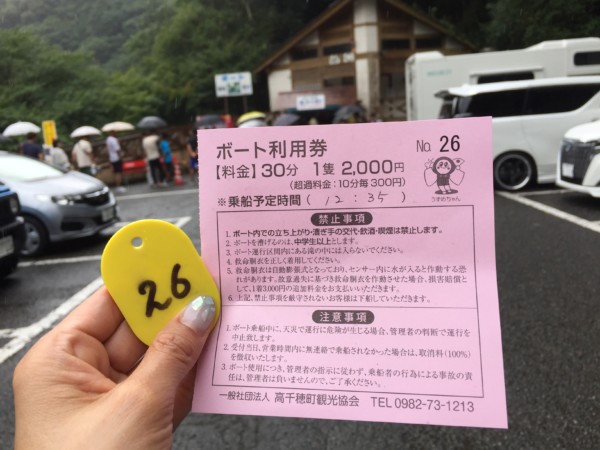 ボート利用券
No. 26
【料金】30分 1隻 2,000円
(超過料金:10分毎300円)
※乗船予定時間( 12:35 )
うずめちゃん
禁止事項
1. ボート内での立ち上がり・漕ぎ手の交代・飲酒・喫煙は禁止します。
2. ボートを漕げるのは、中学生以上とします。
3. ボート運行区間内にある滝の中には入らないでください。
4. 救命胴衣を正しく着用してください。
5. 救命胴衣は自動膨張式となっており、センサー内に水が入ると作動する恐
れがあります。故意過失に基づき救命胴衣を作動させた場合、損害賠償と
して、1着3,000円の追加料金をお支払いいただきます。
6. 上記、禁止事項を厳守されないお客様は下船していただきます。
注意事項
1. ボート乗船中に、天災で運行に危険が生じる場合、管理者の判断で運行を
中止致します。
2. 受付当日、営業時間内に無連絡で乗船されなかった場合は、取消料(100%)
を徴収いたします。
3. ボート使用につき、管理者の指示に従わず、乗船者の行為による事故の責
任は、管理者は負いませんので、ご了承ください。
一般社団法人 高千穂町観光協会 TEL 0982-73-1213
26